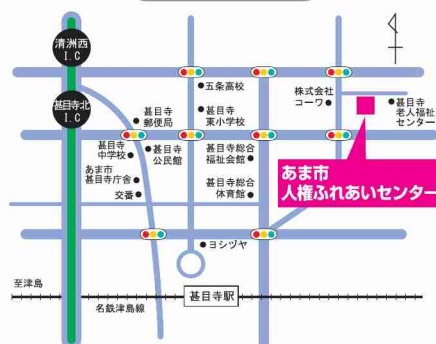 清洲西
I.C
甚目寺北
I.C
五条高校
甚目寺
東小学校
株式会社
コーワ
甚目寺
老人福祉
センター
甚目寺
郵便局
甚目寺
中学校
甚目寺
公民館
あま市
甚目寺庁舎
交番
甚目寺総合
福祉会館
甚目寺総合
体育館
あま市
人権ふれあいセンター
ヨシヅヤ
至津島
名鉄津島線
甚目寺駅